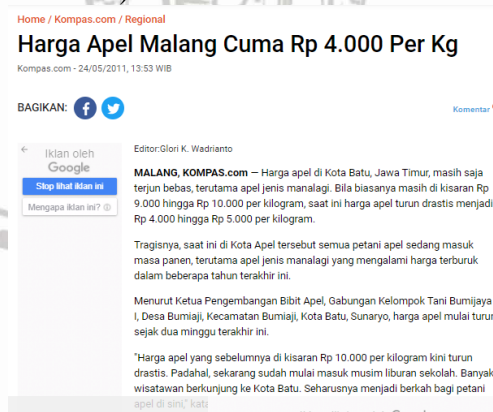 Home / Kompas.com / Regional
Harga Apel Malang Cuma Rp 4.000 Per Kg
Kompas.com - 24/05/2011, 13:53 WIB
BAGIKAN:
Komentar
Iklan oleh
Google
Stop lihat iklan ini
Mengapa iklan ini?
Editor:Glori K. Wadrianto
MALANG, KOMPAS.com — Harga apel di Kota Batu, Jawa Timur, masih saja
terjun bebas, terutama apel jenis manalagi. Bila biasanya masih di kisaran Rp
9.000 hingga Rp 10.000 per kilogram, saat ini harga apel turun drastis menjadi
Rp 4.000 hingga Rp 5.000 per kilogram.
Tragisnya, saat ini di Kota Apel tersebut semua petani apel sedang masuk
masa panen, terutama apel jenis manalagi yang mengalami harga terburuk
dalam beberapa tahun terakhir ini.
Menurut Ketua Pengembangan Bibit Apel, Gabungan Kelompok Tani Bumijaya
I, Desa Bumiaji, Kecamatan Bumiaji, Kota Batu, Sunaryo, harga apel mulai turun
sejak dua minggu terakhir ini.
"Harga apel yang sebelumnya di kisaran Rp 10.000 per kilogram kini turun
drastis. Padahal, sekarang sudah mulai masuk musim liburan sekolah. Banyak
wisatawan berkunjung ke Kota Batu. Seharusnya menjadi berkah bagi petani
apel di sini," kata